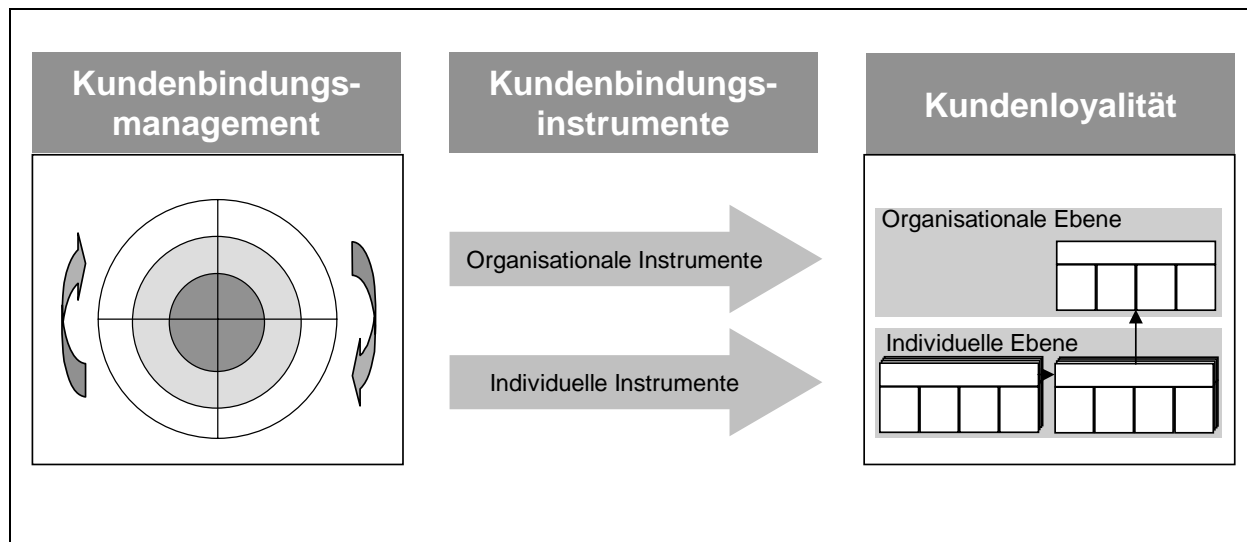 Kundenbindungs-
management
Kundenbindungs-
instrumente
Kundenloyalität
Organisationale Instrumente
Individuelle Instrumente
Organisationale Ebene
Individuelle Ebene